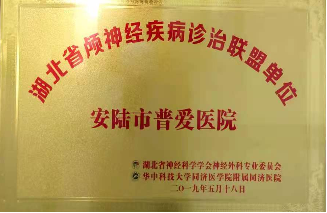 湖北省颅神经疾病诊治联盟单位
安陆市普爱医院
湖北省神经科学学会神经外科专业委员会
华中科技大学同济医学院附属同济医院
二〇一九年五月十八日